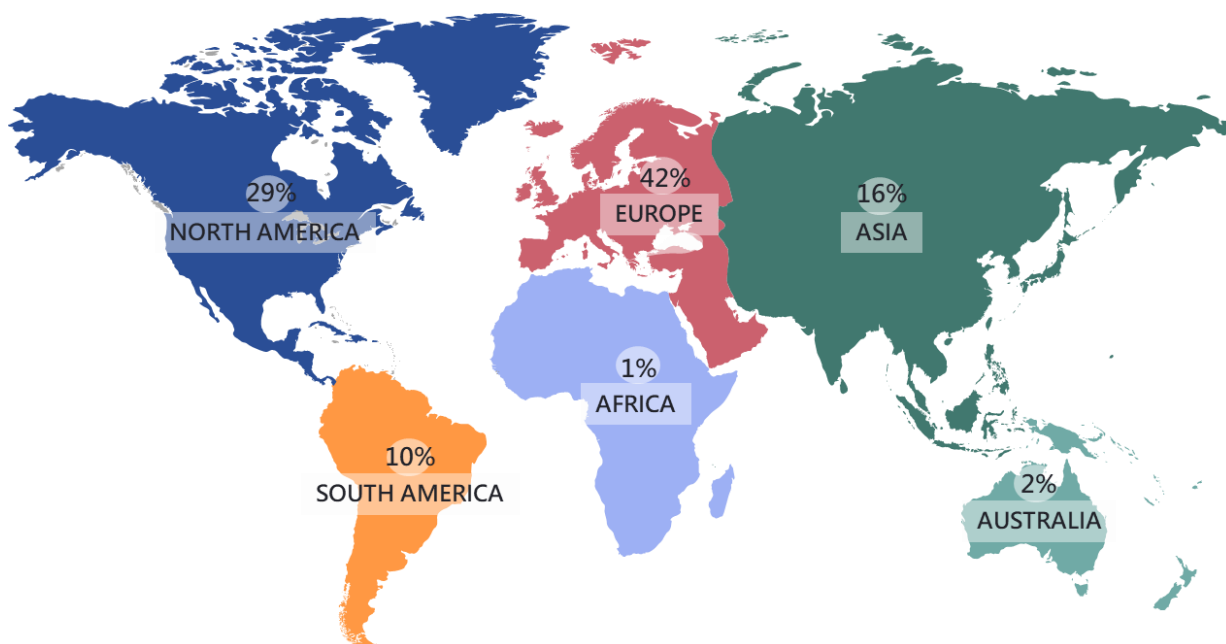 29%
NORTH AMERICA
42%
EUROPE
16%
ASIA
1%
AFRICA
10%
SOUTH AMERICA
2%
AUSTRALIA